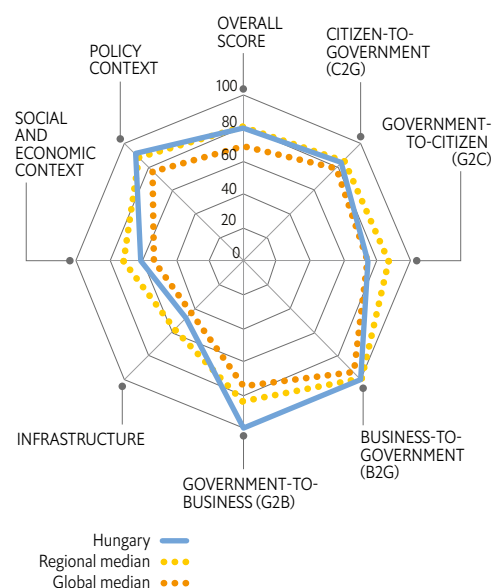 OVERALL
SCORE
CITIZEN-TO-
GOVERNMENT
(C2G)
POLICY
CONTEXT
SOCIAL
AND
ECONOMIC
CONTEXT
GOVERNMENT-
TO-CITIZEN
(G2C)
100
80
60
40
20
0
INFRASTRUCTURE
BUSINESS-TO-
GOVERNMENT
(B2G)
GOVERNMENT-TO-
BUSINESS (G2B)
Hungary
Regional median
Global median